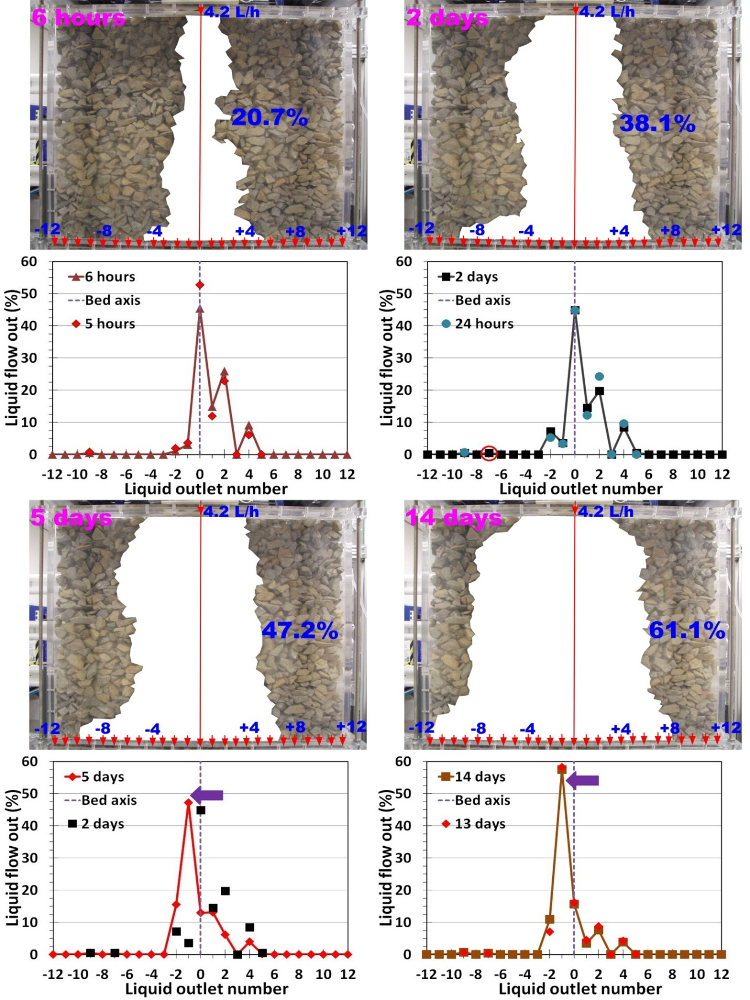 6 hours
4.2 L/h
20.7%
-12 -8 -4 +4 +8 +12
2 days
4.2 L/h
38.1%
-12 -8 -4 +4 +8 +12
Liquid flow out (%)
60
50
40
30
20
10
0
6 hours
Bed axis
5 hours
-12 -10 -8 -6 -4 -2 0 2 4 6 8 10 12
Liquid outlet number
Liquid flow out (%)
60
50
40
30
20
10
0
2 days
Bed axis
24 hours
-12 -10 -8 -6 -4 -2 0 2 4 6 8 10 12
Liquid outlet number
5 days
4.2 L/h
47.2%
-12 -8 -4 +4 +8 +12
14 days
4.2 L/h
61.1%
-12 -8 -4 +4 +8 +12
Liquid flow out (%)
60
50
40
30
20
10
0
5 days
Bed axis
2 days
-12 -10 -8 -6 -4 -2 0 2 4 6 8 10 12
Liquid outlet number
Liquid flow out (%)
60
50
40
30
20
10
0
14 days
Bed axis
13 days
-12 -10 -8 -6 -4 -2 0 2 4 6 8 10 12
Liquid outlet number